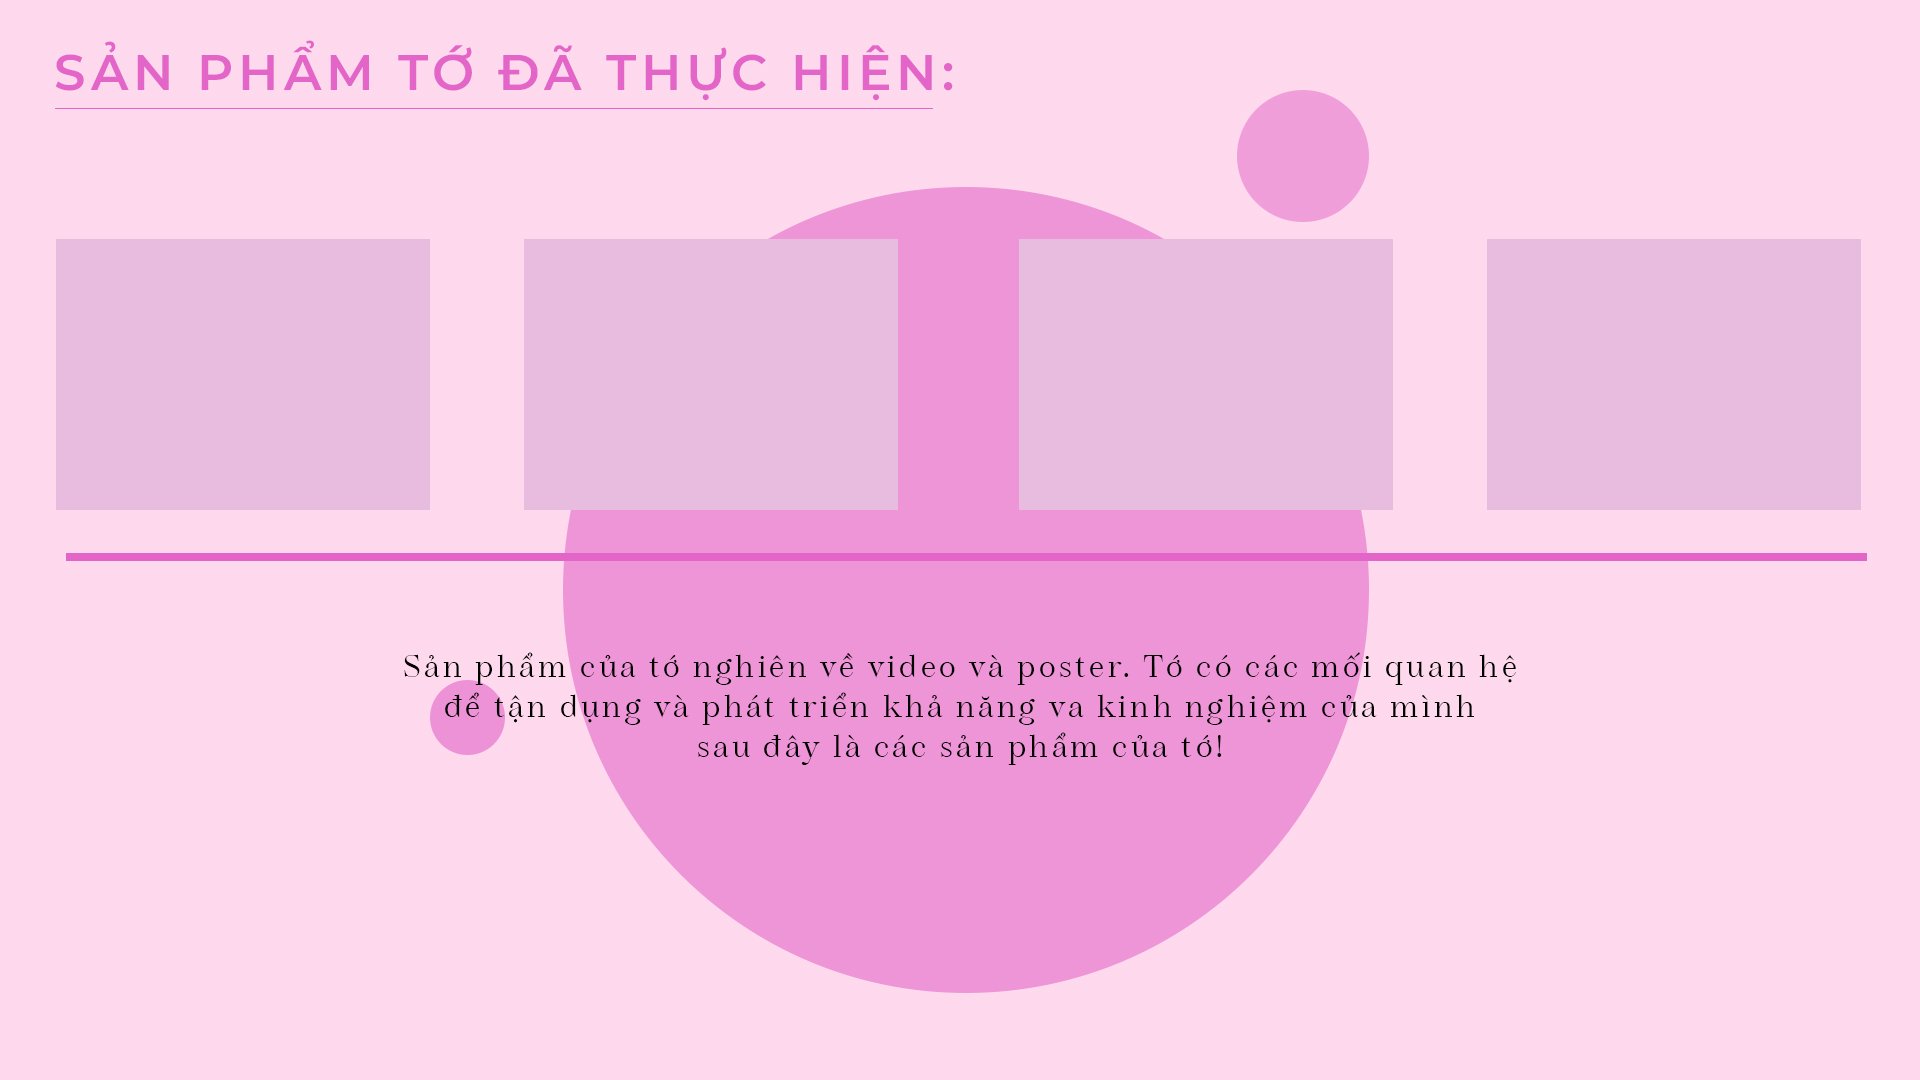 SẢN PHẨM TỚ ĐÃ THỰC HIỆN:
Sản phẩm của tớ nghiên về video và poster. Tớ có các mối quan hệ
để tận dụng và phát triển khả năng va kinh nghiệm của mình
sau đây là các sản phẩm của tớ!